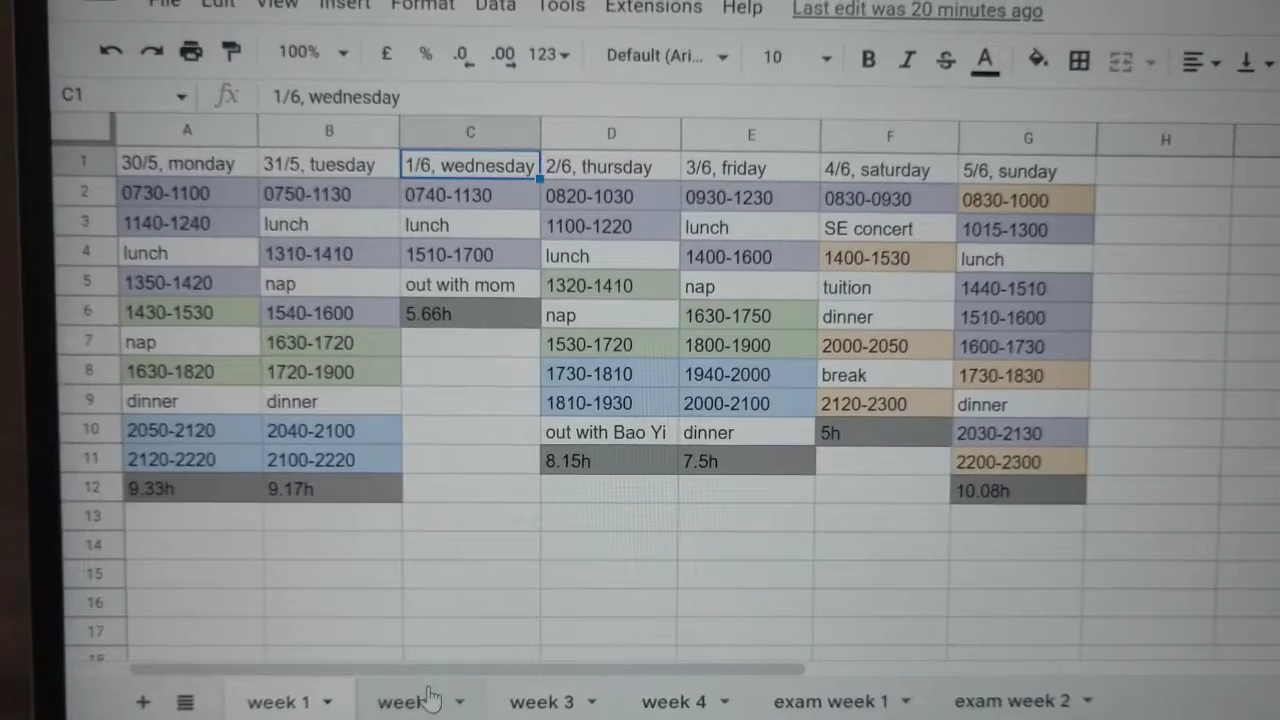 File Edit View Insert Format Data Tools Extensions Help Last edit was 20 minutes ago
100% £ % .0 .00 123 Default (Ari... 10 B I S A
C1 fx 1/6, wednesday
A B C D E F G H
1 30/5, monday 31/5, tuesday 1/6, wednesday 2/6, thursday 3/6, friday 4/6, saturday 5/6, sunday
2 0730-1100 0750-1130 0740-1130 0820-1030 0930-1230 0830-0930 0830-1000
3 1140-1240 lunch lunch 1100-1220 lunch SE concert 1015-1300
4 lunch 1310-1410 1510-1700 lunch 1400-1600 1400-1530 lunch
5 1350-1420 nap out with mom 1320-1410 nap tuition 1440-1510
6 1430-1530 1540-1600 5.66h nap 1630-1750 dinner 1510-1600
7 nap 1630-1720 1530-1720 1800-1900 2000-2050 1600-1730
8 1630-1820 1720-1900 1730-1810 1940-2000 break 1730-1830
9 dinner dinner 1810-1930 2000-2100 2120-2300 dinner
10 2050-2120 2040-2100 out with Bao Yi dinner 5h 2030-2130
11 2120-2220 2100-2220 8.15h 7.5h 2200-2300
12 9.33h 9.17h 10.08h
13
14
15
16
17
week 1 week week 3 week 4 exam week 1 exam week 2